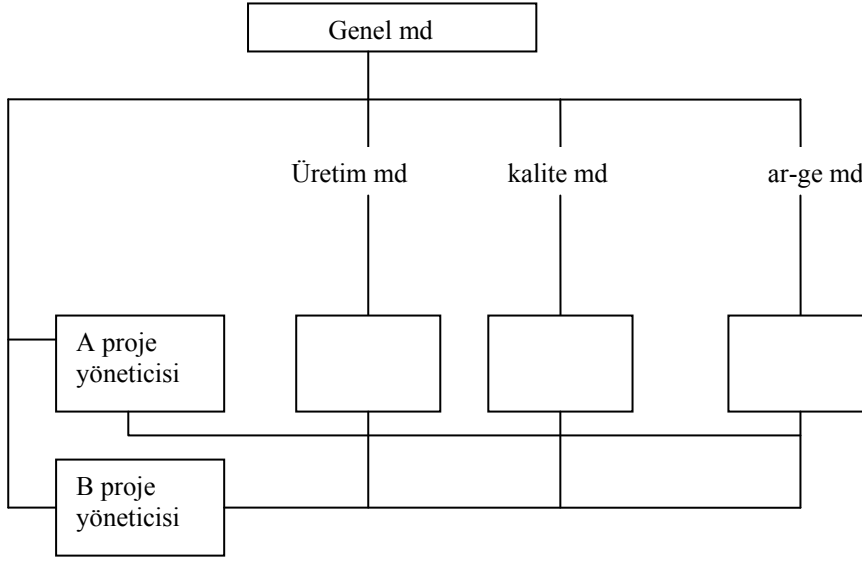 Genel md
Üretim md
kalite md
ar-ge md
A proje
yöneticisi
B proje
yöneticisi